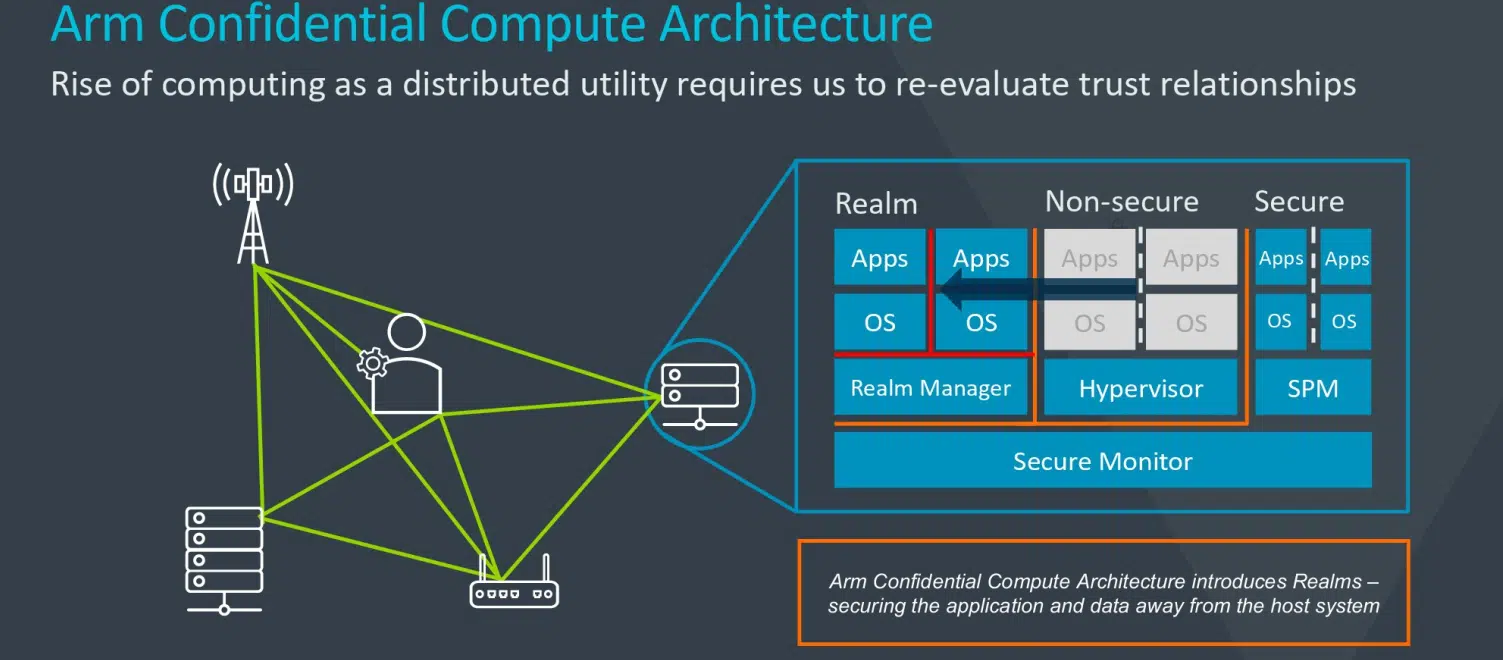 Arm Confidential Compute Architecture
Rise of computing as a distributed utility requires us to re-evaluate trust relationships
Realm
Non-secure
Secure
Apps
Apps
Apps
Apps
Apps
Apps
OS
OS
OS
OS
OS
OS
Realm Manager
Hypervisor
SPM
Secure Monitor
Arm Confidential Compute Architecture introduces Realms –
securing the application and data away from the host system